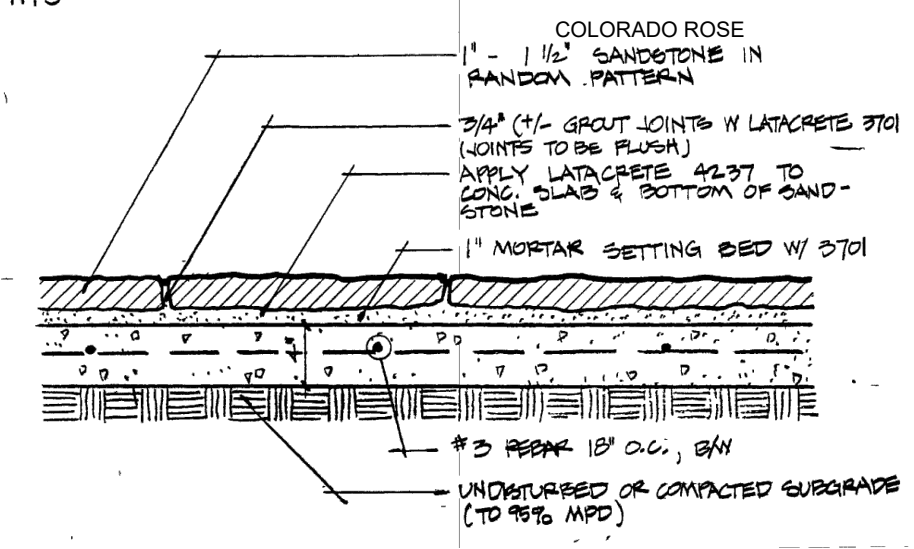 COLORADO ROSE
1" - 1 1/2" SANDSTONE IN
RANDOM PATTERN
3/4" (+/- GROUT JOINTS W LATACRETE 3701
(JOINTS TO BE FLUSH)
APPLY LATACRETE 4237 TO
CONC. SLAB & BOTTOM OF SAND-
STONE
1" MORTAR SETTING BED W/ 3701
4"
#3 REBAR 18" O.C., B/W
UNDISTURBED OR COMPACTED SUBGRADE
(TO 95% MPD)